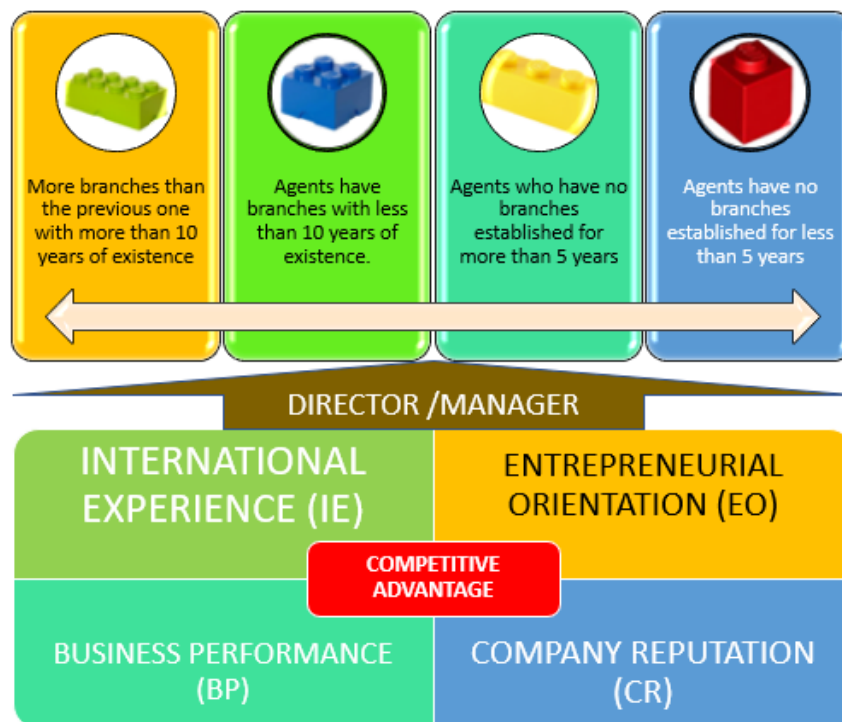 More branches than
the previous one
with more than 10
years of existence
Agents have
branches with less
than 10 years of
existence.
Agents who have no
branches
established for
more than 5 years
Agents have no
branches
established for less
than 5 years
DIRECTOR /MANAGER
INTERNATIONAL
EXPERIENCE (IE)
ENTREPRENEURIAL
ORIENTATION (EO)
COMPETITIVE
ADVANTAGE
BUSINESS PERFORMANCE
(BP)
COMPANY REPUTATION
(CR)